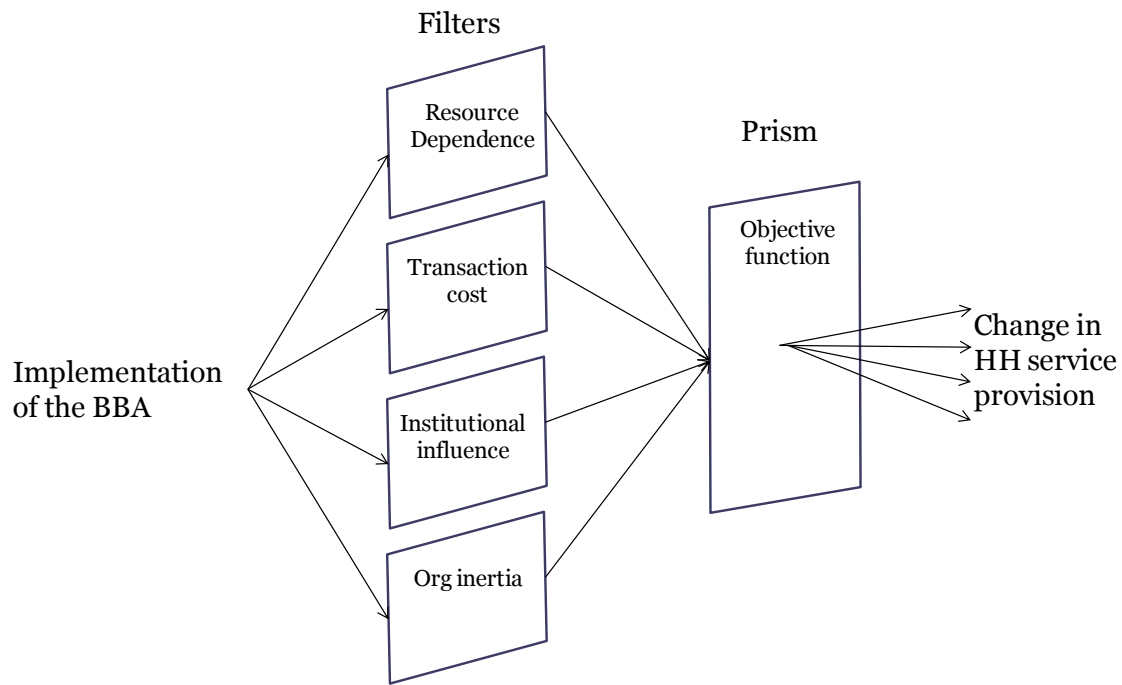 Filters
Resource
Dependence
Prism
Objective
function
Transaction
cost
Implementation
of the BBA
Institutional
influence
Change in
HH service
provision
Org inertia